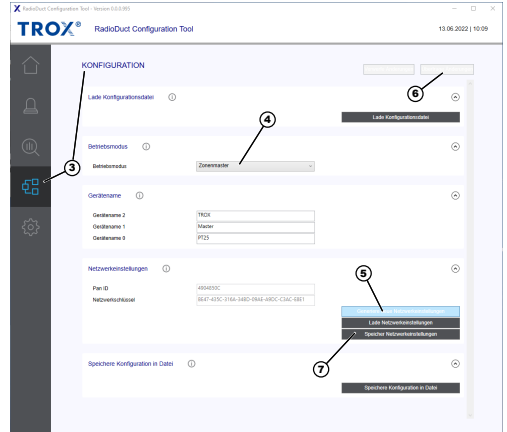 RadioDuct Configuration Tool - Version 0.0.0.995
TROX®
RadioDuct Configuration Tool
13.06.2022 | 10:09
KONFIGURATION
6
Lade Konfigurationsdatei
Lade Konfigurationsdatei
4
Betriebsmodus
3
Betriebsmodus
Zonenmaster
Gerätename
Gerätename 2
TROX
Gerätename 1
Master
Gerätename 0
PT25
Netzwerkeinstellungen
5
Pan ID
Netzwerkschlüssel
Netzwerkeinstellungen
Lade Netzwerkeinstellungen
Speicher Netzwerkeinstellungen
7
Speichere Konfiguration in Datei
Speichere Konfiguration in Datei